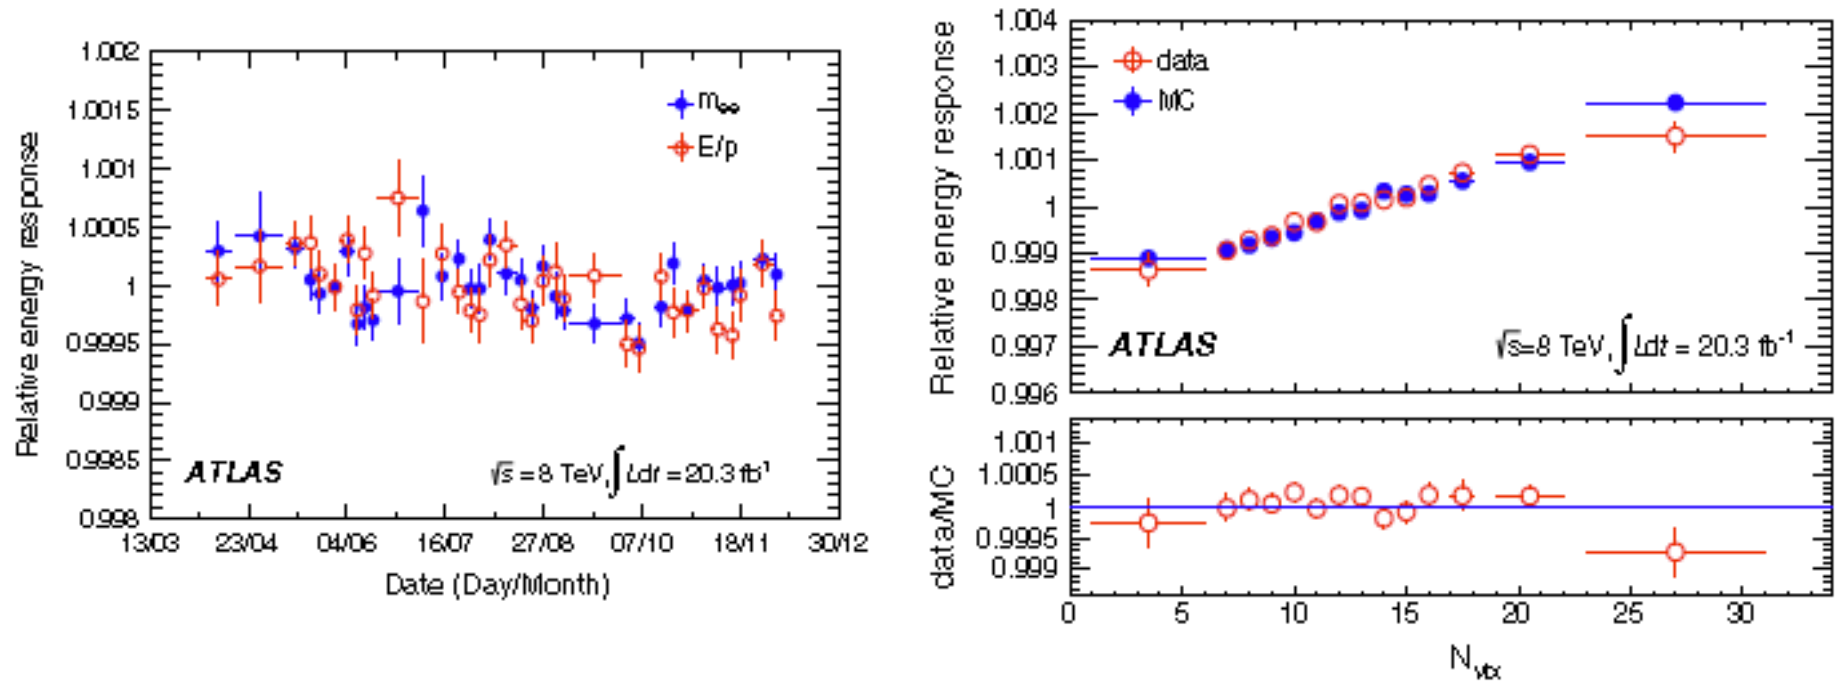 1.002
1.0015
1.001
1.0005
1
0.9995
0.999
0.9985
0.998
Relative energy response
m_ee
E/p
ATLAS
√s = 8 TeV, ∫ Ldt = 20.3 fb⁻¹
13/03 23/04 04/06 16/07 27/08 07/10 18/11 30/12
Date (Day/Month)
1.004
1.003
1.002
1.001
1
0.999
0.998
0.997
0.996
Relative energy response
data
MC
ATLAS
√s=8 TeV, ∫ Ldt = 20.3 fb⁻¹
1.001
1.0005
1
0.9995
0.999
data/MC
0 5 10 15 20 25 30
N_vtx